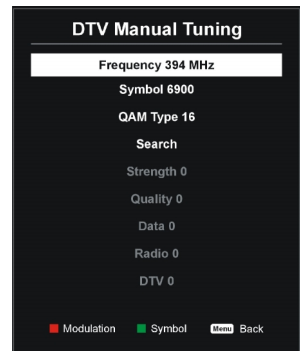 DTV Manual Tuning
Frequency 394 MHz
Symbol 6900
QAM Type 16
Search
Strength 0
Quality 0
Data 0
Radio 0
DTV 0
Modulation Symbol Menu Back